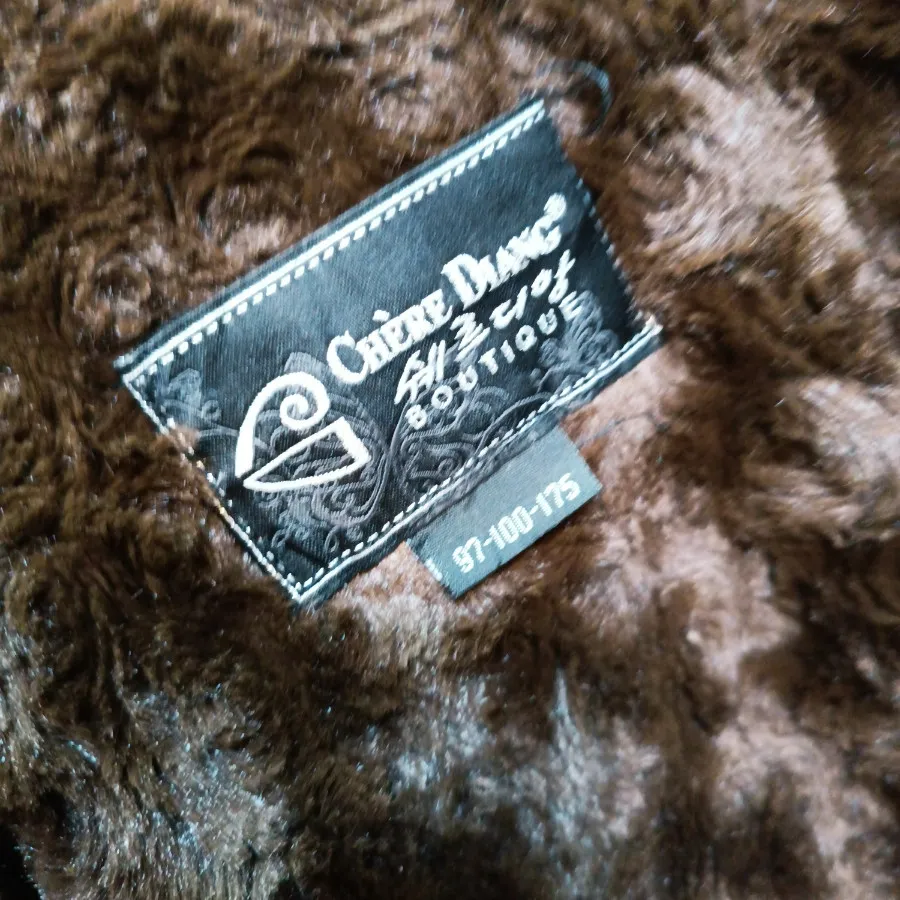 CHÈRE DIANG®
쉐르디앙
BOUTIQUE
97-100-175